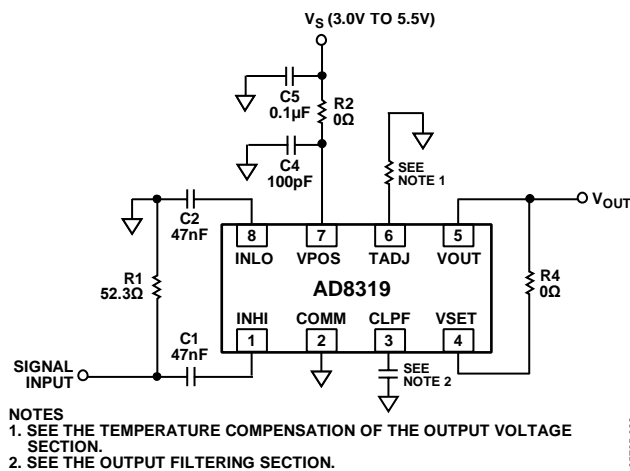 VS (3.0V TO 5.5V)
C5
0.1µF
R2
0Ω
C4
100pF
SEE
NOTE 1
C2
47nF
VOUT
8
7
6
5
INLO
VPOS
TADJ
VOUT
R1
52.3Ω
AD8319
R4
0Ω
INHI
COMM
CLPF
VSET
1
2
3
4
C1
47nF
SIGNAL
INPUT
SEE
NOTE 2
NOTES
1. SEE THE TEMPERATURE COMPENSATION OF THE OUTPUT VOLTAGE
SECTION.
2. SEE THE OUTPUT FILTERING SECTION.